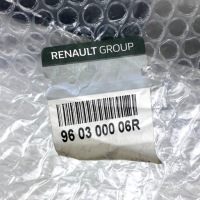 RENAULT GROUP
96 03 000 06R